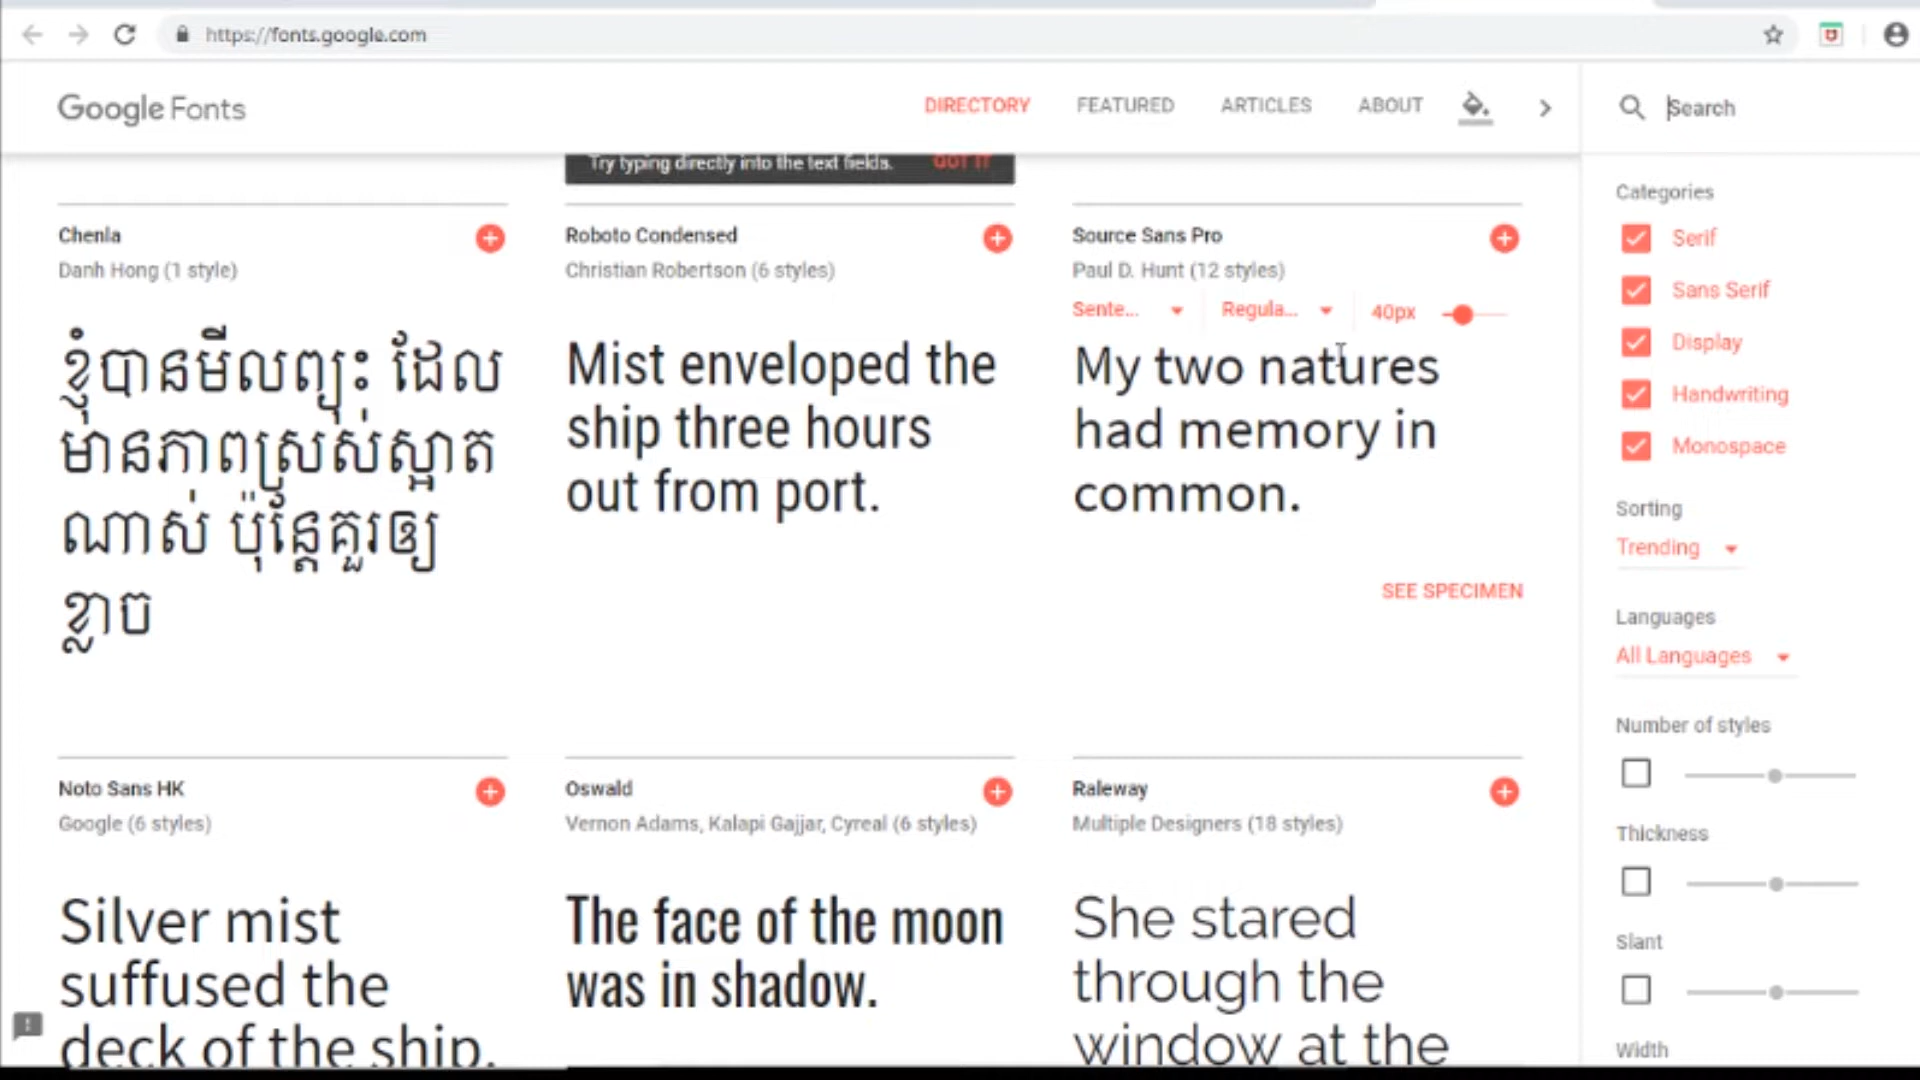 https://fonts.google.com
Google Fonts
DIRECTORY
FEATURED
ARTICLES
ABOUT
Search
Try typing directly into the text fields. GOT IT
Chenla
Danh Hong (1 style)
ខ្ញុំបានមើលព្យុះ ដែល
មានភាពស្រស់ស្អាត
ណាស់ ប៉ុន្តែគួរឲ្យ
ខ្លាច
Roboto Condensed
Christian Robertson (6 styles)
Mist enveloped the
ship three hours
out from port.
Source Sans Pro
Paul D. Hunt (12 styles)
Sente... Regula... 40px
My two natures
had memory in
common.
SEE SPECIMEN
Noto Sans HK
Google (6 styles)
Silver mist
suffused the
deck of the ship.
Oswald
Vernon Adams, Kalapi Gajjar, Cyreal (6 styles)
The face of the moon
was in shadow.
Raleway
Multiple Designers (18 styles)
She stared
through the
window at the
Categories
Serif
Sans Serif
Display
Handwriting
Monospace
Sorting
Trending
Languages
All Languages
Number of styles
Thickness
Slant
Width